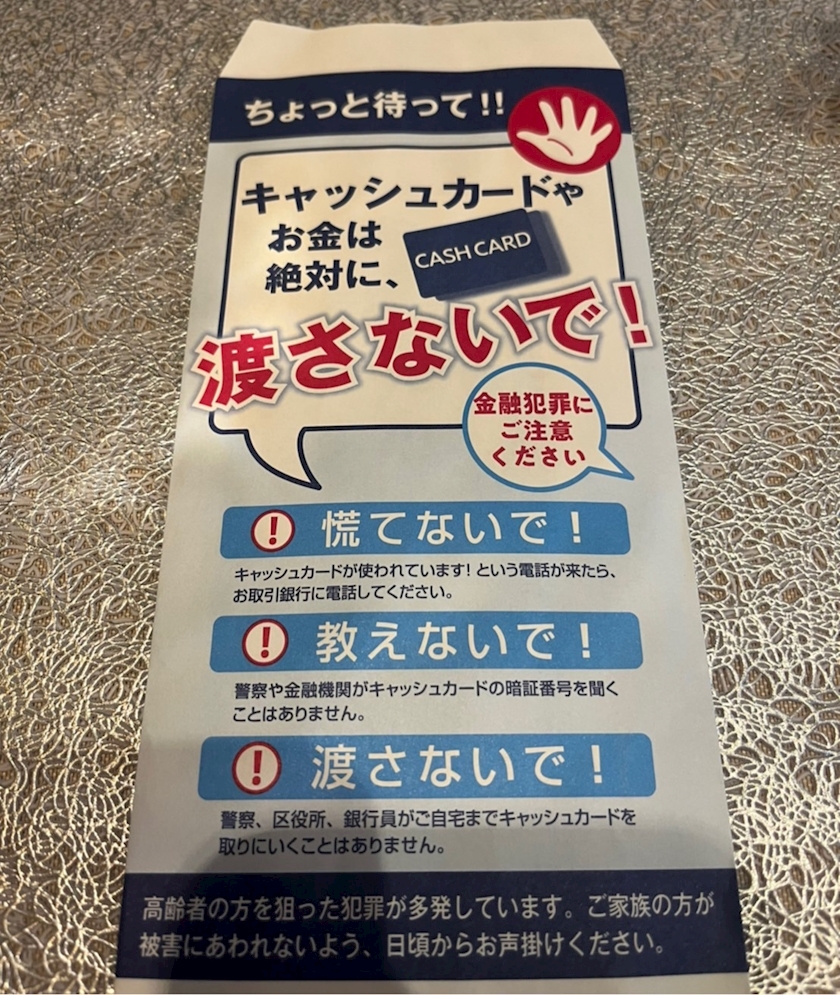 ちょっと待って!!
キャッシュカードや
お金は
絶対に、
CASH CARD
渡さないで!
金融犯罪に
ご注意
ください
! 慌てないで!
キャッシュカードが使われています! という電話が来たら、
お取引銀行に電話してください。
! 教えないで!
警察や金融機関がキャッシュカードの暗証番号を聞く
ことはありません。
! 渡さないで!
警察、区役所、銀行員がご自宅までキャッシュカードを
取りにいくことはありません。
高齢者の方を狙った犯罪が多発しています。ご家族の方が
被害にあわれないよう、日頃からお声掛けください。